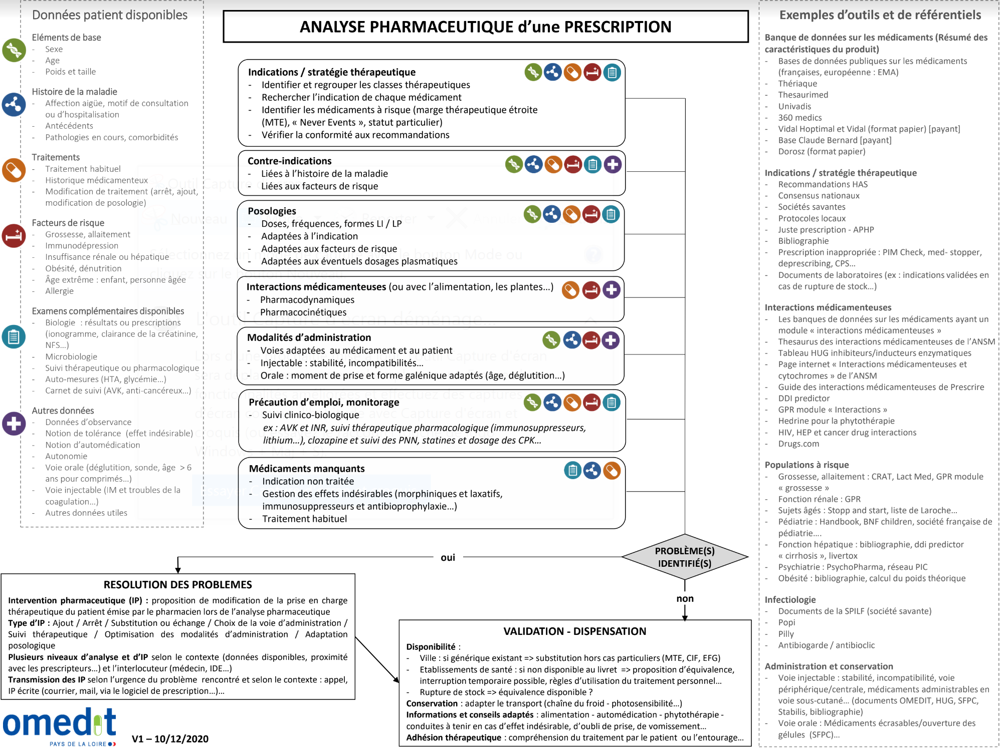 Données patient disponibles
Eléments de base
- Sexe
- Age
- Poids et taille
Histoire de la maladie
- Affection aigüe, motif de consultation
ou d’hospitalisation
- Antécédents
- Pathologies en cours, comorbidités
Traitements
- Traitement habituel
- Historique médicamenteux
- Modification de traitement (arrêt, ajout,
modification de posologie)
Facteurs de risque
- Grossesse, allaitement
- Immunodépression
- Insuffisance rénale ou hépatique
- Obésité, dénutrition
- Âge extrême : enfant, personne âgée
- Allergie
Examens complémentaires disponibles
- Biologie : résultats ou prescriptions
(ionogramme, clairance de la créatinine,
NFS…)
- Microbiologie
- Suivi thérapeutique ou pharmacologique
- Auto-mesures (HTA, glycémie…)
- Carnet de suivi (AVK, anti-cancéreux…)
Autres données
- Données d’observance
- Notion de tolérance (effet indésirable)
- Notion d’automédication
- Autonomie
- Voie orale (déglutition, sonde, âge > 6
ans pour comprimés…)
- Voie injectable (IM et troubles de la
coagulation…)
- Autres données utiles
ANALYSE PHARMACEUTIQUE d’une PRESCRIPTION
Indications / stratégie thérapeutique
- Identifier et regrouper les classes thérapeutiques
- Rechercher l’indication de chaque médicament
- Identifier les médicaments à risque (marge thérapeutique étroite
(MTE), « Never Events », statut particulier)
- Vérifier la conformité aux recommandations
Contre-indications
- Liées à l’histoire de la maladie
- Liées aux facteurs de risque
Posologies
- Doses, fréquences, formes LI / LP
- Adaptées à l’indication
- Adaptées aux facteurs de risque
- Adaptées aux éventuels dosages plasmatiques
Interactions médicamenteuses (ou avec l’alimentation, les plantes…)
- Pharmacodynamiques
- Pharmacocinétiques
Modalités d’administration
- Voies adaptées au médicament et au patient
- Injectable : stabilité, incompatibilités…
- Orale : moment de prise et forme galénique adaptés (âge, déglutition…)
Précaution d’emploi, monitorage
- Suivi clinico-biologique
ex : AVK et INR, suivi thérapeutique pharmacologique (immunosuppresseurs,
lithium…), clozapine et suivi des PNN, statines et dosage des CPK…
Médicaments manquants
- Indication non traitée
- Gestion des effets indésirables (morphiniques et laxatifs,
immunosuppresseurs et antibioprophylaxie…)
- Traitement habituel
PROBLÈME(S)
IDENTIFIÉ(S)
oui
non
RESOLUTION DES PROBLEMES
Intervention pharmaceutique (IP) : proposition de modification de la prise en charge
thérapeutique du patient émise par le pharmacien lors de l’analyse pharmaceutique
Type d’IP : Ajout / Arrêt / Substitution ou échange / Choix de la voie d’administration /
Suivi thérapeutique / Optimisation des modalités d’administration / Adaptation
posologique
Plusieurs niveaux d’analyse et d’IP selon le contexte (données disponibles, proximité
avec les prescripteurs…) et l’interlocuteur (médecin, IDE…)
Transmission des IP selon l’urgence du problème rencontré et selon le contexte : appel,
IP écrite (courrier, mail, via le logiciel de prescription…)…
VALIDATION - DISPENSATION
Disponibilité :
- Ville : si générique existant => substitution hors cas particuliers (MTE, CIF, EFG)
- Etablissements de santé : si non disponible au livret => proposition d’équivalence,
interruption temporaire possible, règles d’utilisation du traitement personnel…
- Rupture de stock => équivalence disponible ?
Conservation : adapter le transport (chaîne du froid - photosensibilité…)
Informations et conseils adaptés : alimentation - automédication - phytothérapie -
conduites à tenir en cas d’effet indésirable, d’oubli de prise, de vomissement…
Adhésion thérapeutique : compréhension du traitement par le patient ou l’entourage…
omedit
PAYS DE LA LOIRE
V1 – 10/12/2020
Exemples d’outils et de référentiels
Banque de données sur les médicaments (Résumé des
caractéristiques du produit)
- Bases de données publiques sur les médicaments
(françaises, européenne : EMA)
- Thériaque
- Thesaurimed
- Univadis
- 360 medics
- Vidal Hoptimal et Vidal (format papier) [payant]
- Base Claude Bernard [payant]
- Dorosz (format papier)
Indications / stratégie thérapeutique
- Recommandations HAS
- Consensus nationaux
- Sociétés savantes
- Protocoles locaux
- Juste prescription - APHP
- Bibliographie
- Prescription inappropriée : PIM Check, med- stopper,
deprescribing, CPS…
- Documents de laboratoires (ex : indications validées en
cas de rupture de stock…)
Interactions médicamenteuses
- Les banques de données sur les médicaments ayant un
module « interactions médicamenteuses »
- Thesaurus des interactions médicamenteuses de l’ANSM
- Tableau HUG inhibiteurs/inducteurs enzymatiques
- Page internet « Interactions médicamenteuses et
cytochromes » de l’ANSM
- Guide des interactions médicamenteuses de Prescrire
- DDI predictor
- GPR module « Interactions »
- Hedrine pour la phytothérapie
- HIV, HEP et cancer drug interactions
- Drugs.com
Populations à risque
- Grossesse, allaitement : CRAT, Lact Med, GPR module
« grossesse »
- Fonction rénale : GPR
- Sujets âgés : Stopp and start, liste de Laroche…
- Pédiatrie : Handbook, BNF children, société française de
pédiatrie….
- Fonction hépatique : bibliographie, ddi predictor
« cirrhosis », livertox
- Psychiatrie : PsychoPharma, réseau PIC
- Obésité : bibliographie, calcul du poids théorique
Infectiologie
- Documents de la SPILF (société savante)
- Popi
- Pilly
- Antibiogarde / antibioclic
Administration et conservation
- Voie injectable : stabilité, incompatibilité, voie
périphérique/centrale, médicaments administrables en
voie sous-cutané… (documents OMEDIT, HUG, SFPC,
Stabilis, bibliographie)
- Voie orale : Médicaments écrasables/ouverture des
gélules (SFPC)…